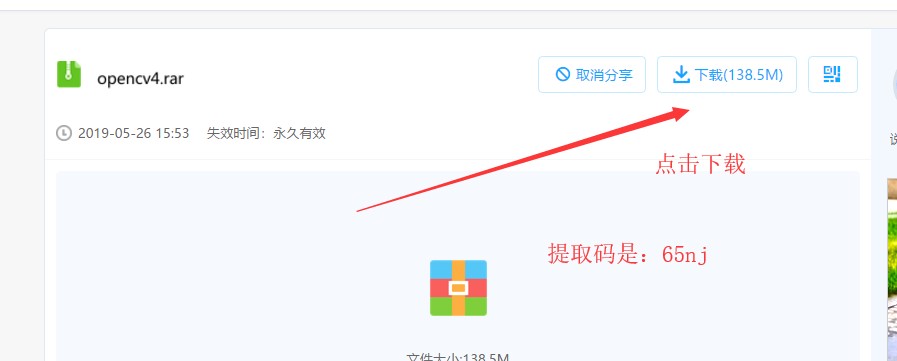 opencv4.rar
取消分享
下载(138.5M)
2019-05-26 15:53 失效时间：永久有效
点击下载
提取码是：65nj
文件大小:138.5M